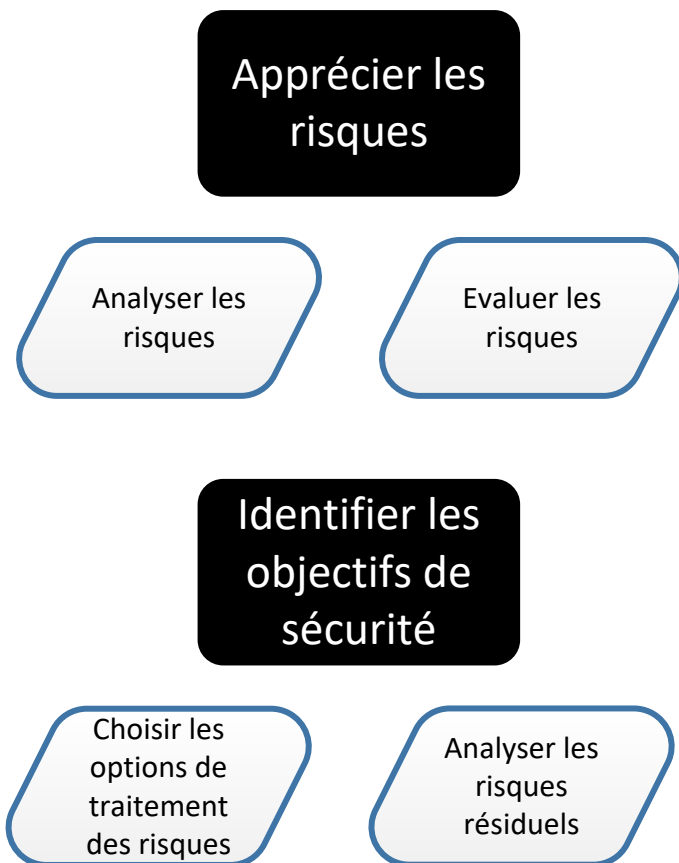 Apprécier les
risques
Analyser les
risques
Evaluer les
risques
Identifier les
objectifs de
sécurité
Choisir les
options de
traitement
des risques
Analyser les
risques
résiduels